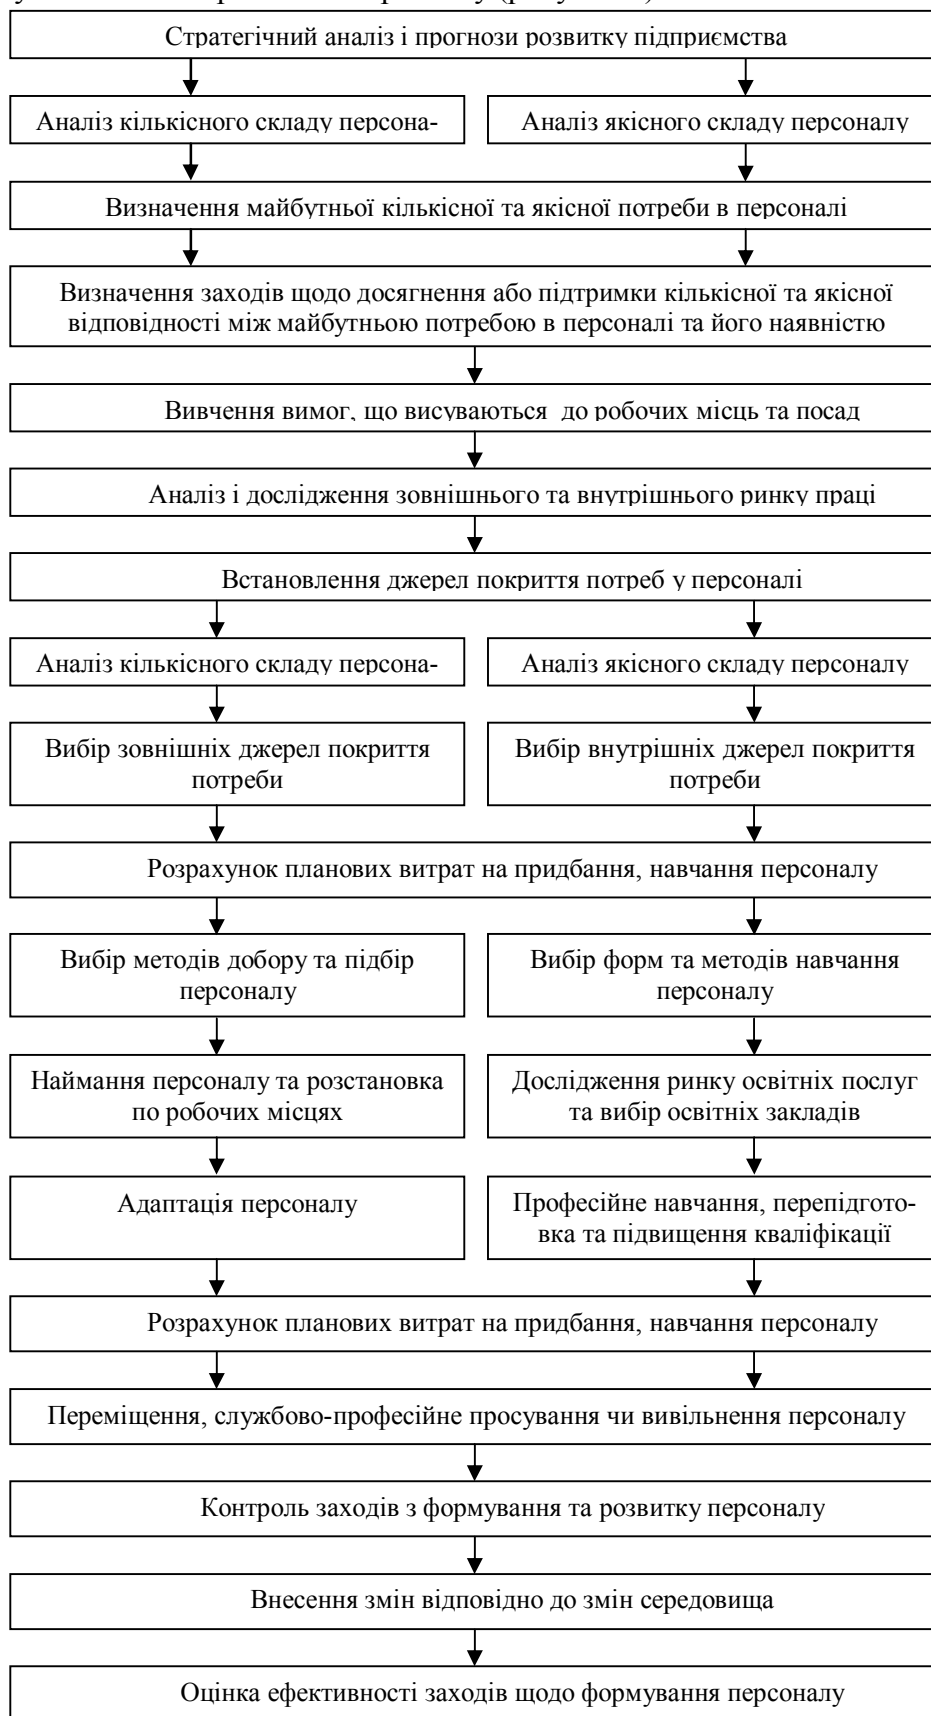 Стратегічний аналіз і прогнози розвитку підприємства
Аналіз кількісного складу персона-
Аналіз якісного складу персоналу
Визначення майбутньої кількісної та якісної потреби в персоналі
Визначення заходів щодо досягнення або підтримки кількісної та якісної
відповідності між майбутньою потребою в персоналі та його наявністю
Вивчення вимог, що висуваються до робочих місць та посад
Аналіз і дослідження зовнішнього та внутрішнього ринку праці
Встановлення джерел покриття потреб у персоналі
Аналіз кількісного складу персона-
Аналіз якісного складу персоналу
Вибір зовнішніх джерел покриття
потреби
Вибір внутрішніх джерел покриття
потреби
Розрахунок планових витрат на придбання, навчання персоналу
Вибір методів добору та підбір
персоналу
Вибір форм та методів навчання
персоналу
Наймання персоналу та розстановка
по робочих місцях
Дослідження ринку освітніх послуг
та вибір освітніх закладів
Адаптація персоналу
Професійне навчання, перепідгото-
вка та підвищення кваліфікації
Розрахунок планових витрат на придбання, навчання персоналу
Переміщення, службово-професійне просування чи вивільнення персоналу
Контроль заходів з формування та розвитку персоналу
Внесення змін відповідно до змін середовища
Оцінка ефективності заходів щодо формування персоналу